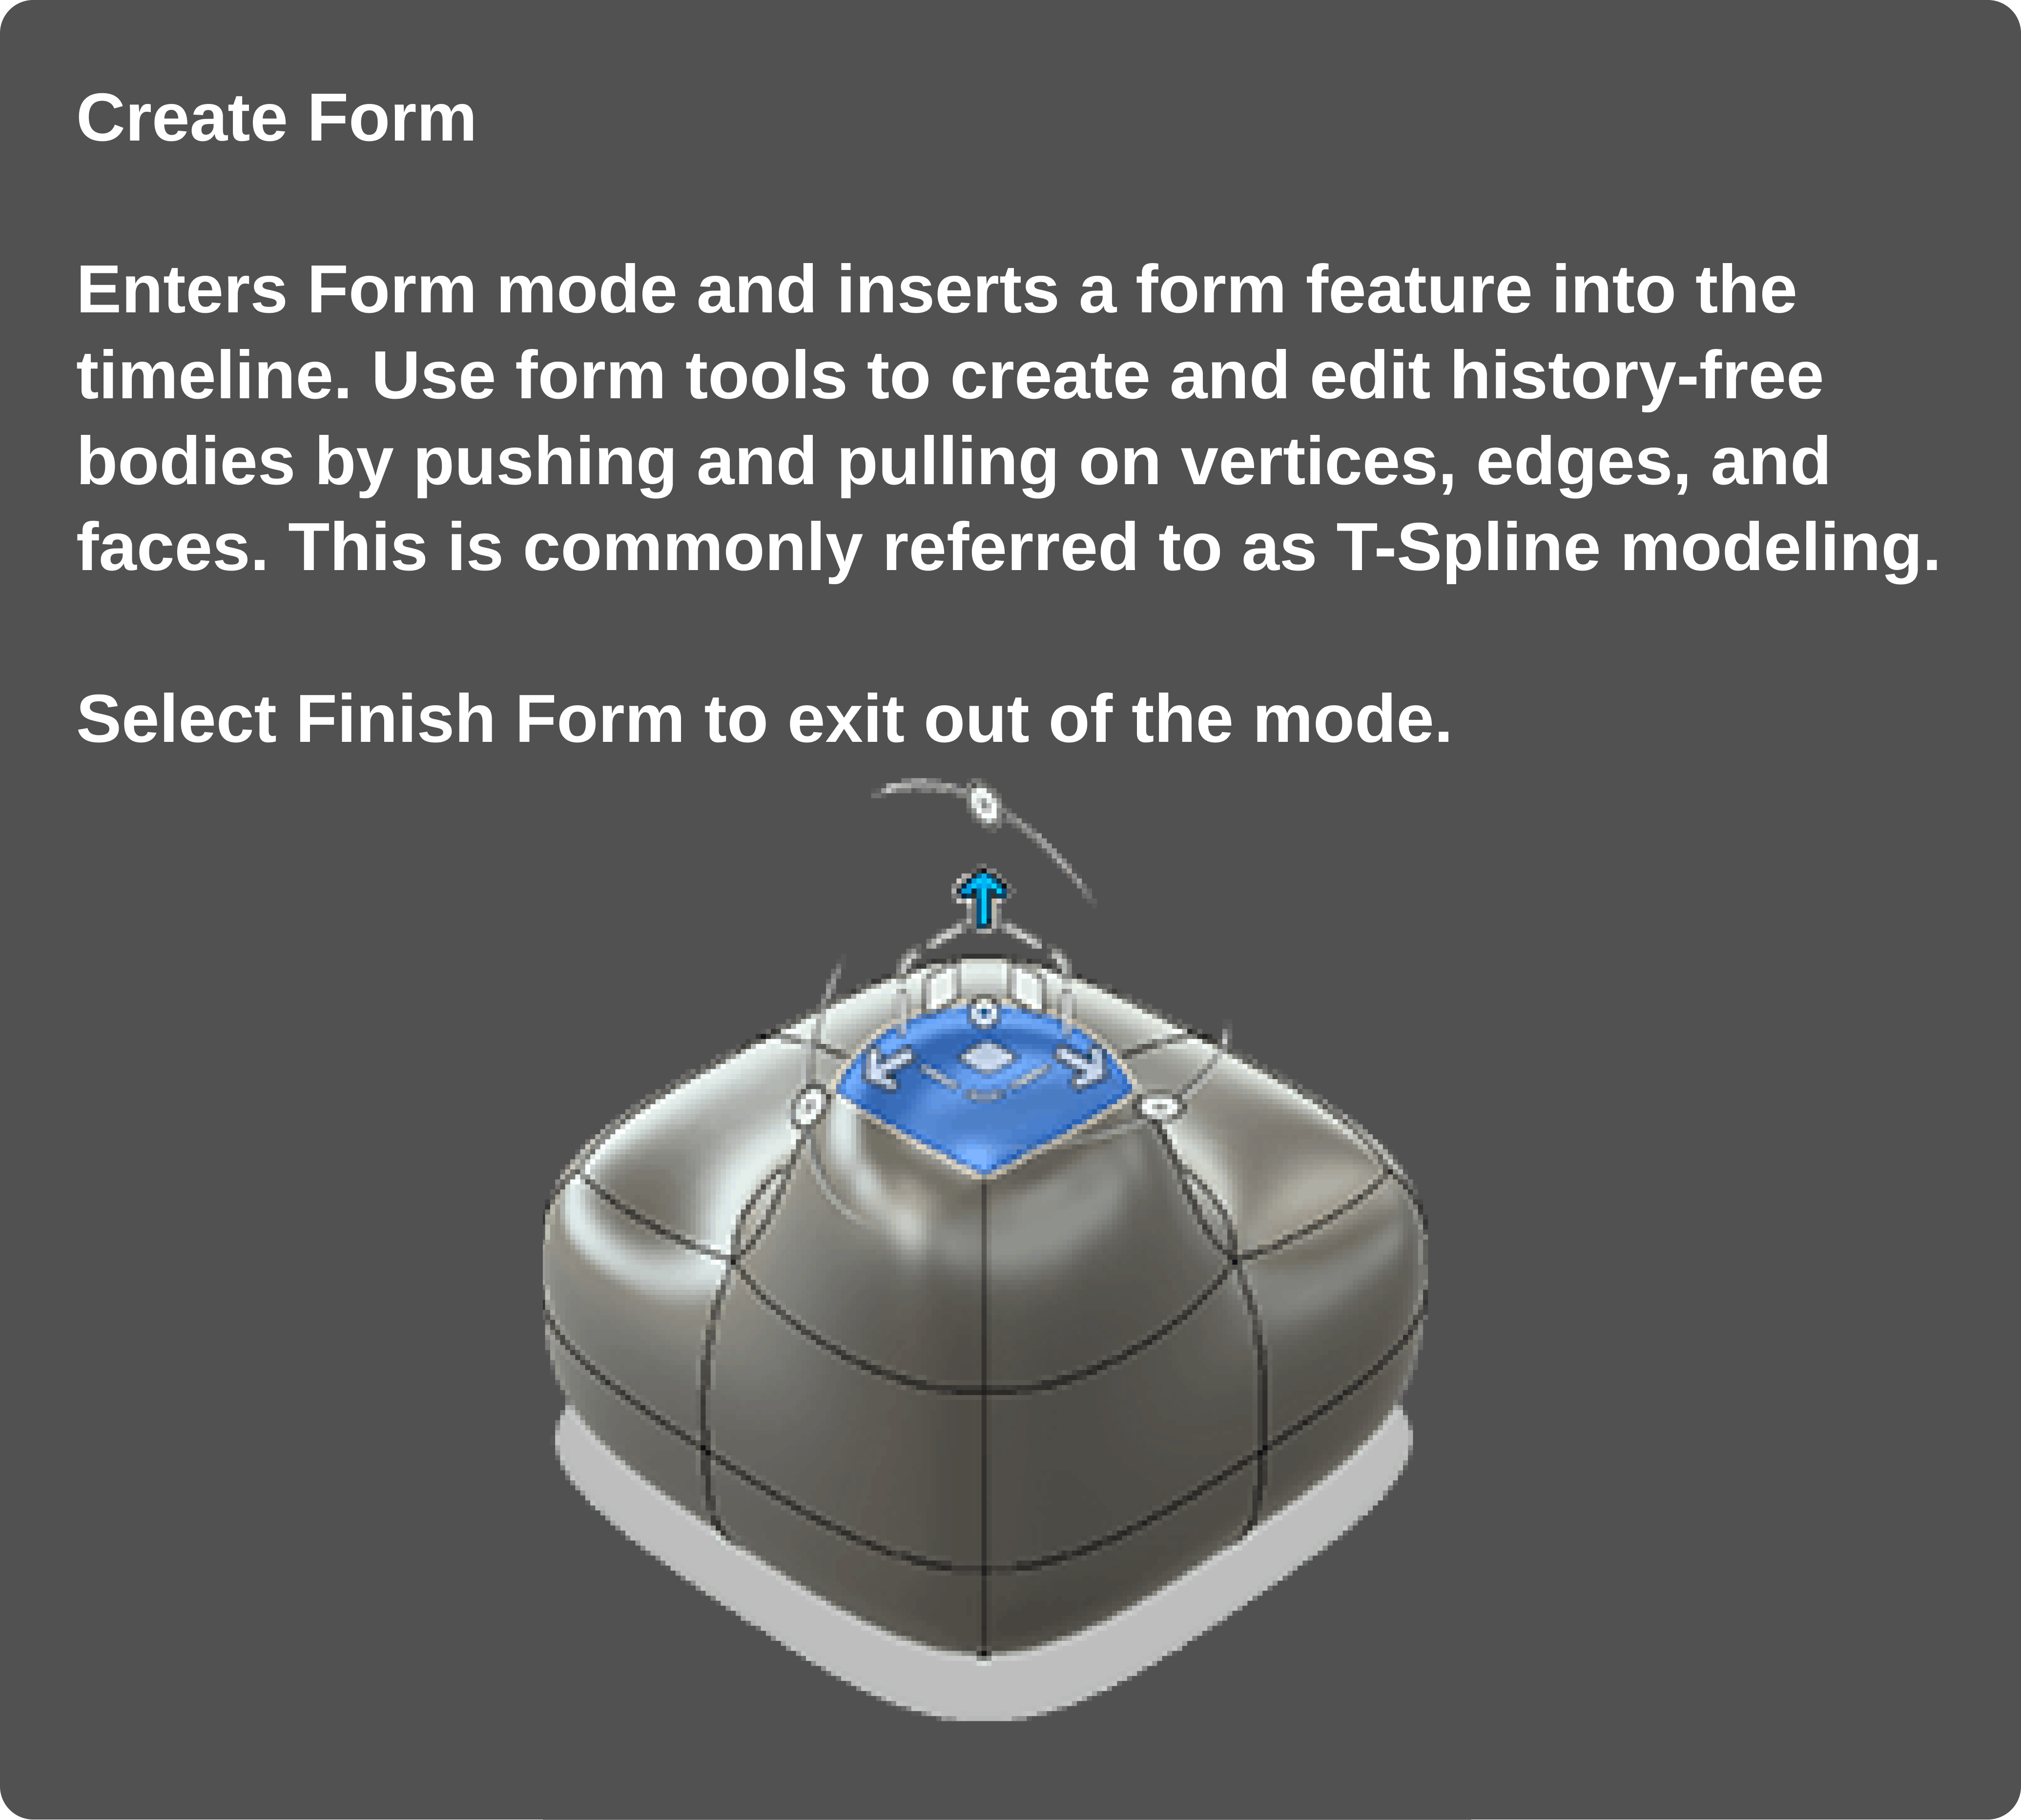 Create Form
Enters Form mode and inserts a form feature into the
timeline. Use form tools to create and edit history-free
bodies by pushing and pulling on vertices, edges, and
faces. This is commonly referred to as T-Spline modeling.
Select Finish Form to exit out of the mode.